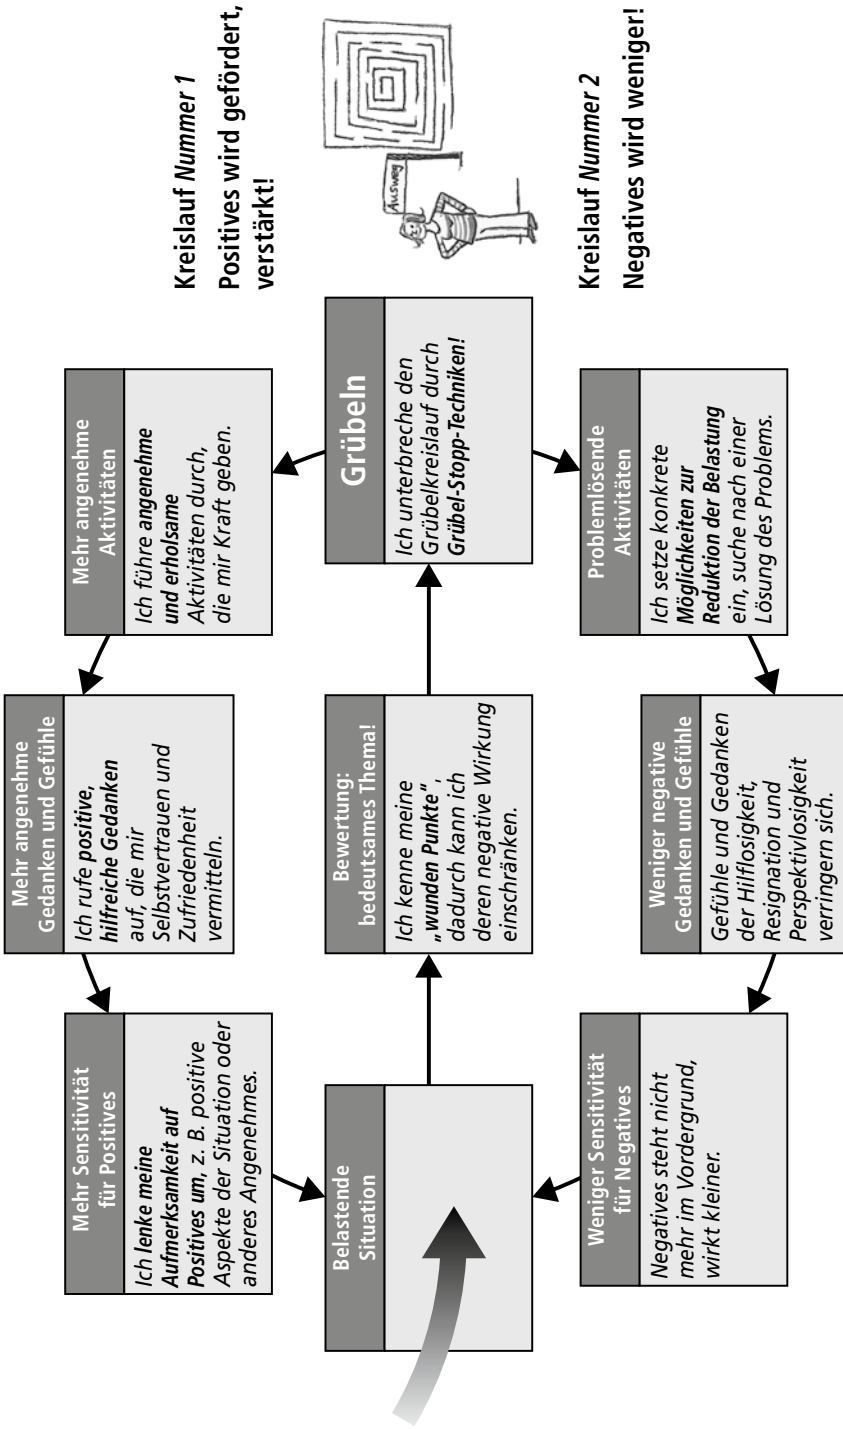 Mehr Sensitivität
für Positives
Ich lenke meine
Aufmerksamkeit auf
Positives um, z. B. positive
Aspekte der Situation oder
anderes Angenehmes.
Mehr angenehme
Gedanken und Gefühle
Ich rufe positive,
hilfreiche Gedanken
auf, die mir
Selbstvertrauen und
Zufriedenheit
vermitteln.
Mehr angenehme
Aktivitäten
Ich führe angenehme
und erholsame
Aktivitäten durch,
die mir Kraft geben.
Kreislauf Nummer 1
Positives wird gefördert,
verstärkt!
Belastende
Situation
Bewertung:
bedeutsames Thema!
Ich kenne meine
„wunden Punkte“,
dadurch kann ich
deren negative Wirkung
einschränken.
Grübeln
Ich unterbreche den
Grübelkreislauf durch
Grübel-Stopp-Techniken!
Ausweg
Weniger Sensitivität
für Negatives
Negatives steht nicht
mehr im Vordergrund,
wirkt kleiner.
Weniger negative
Gedanken und Gefühle
Gefühle und Gedanken
der Hilflosigkeit,
Resignation und
Perspektivlosigkeit
verringern sich.
Problemlösende
Aktivitäten
Ich setze konkrete
Möglichkeiten zur
Reduktion der Belastung
ein, suche nach einer
Lösung des Problems.
Kreislauf Nummer 2
Negatives wird weniger!